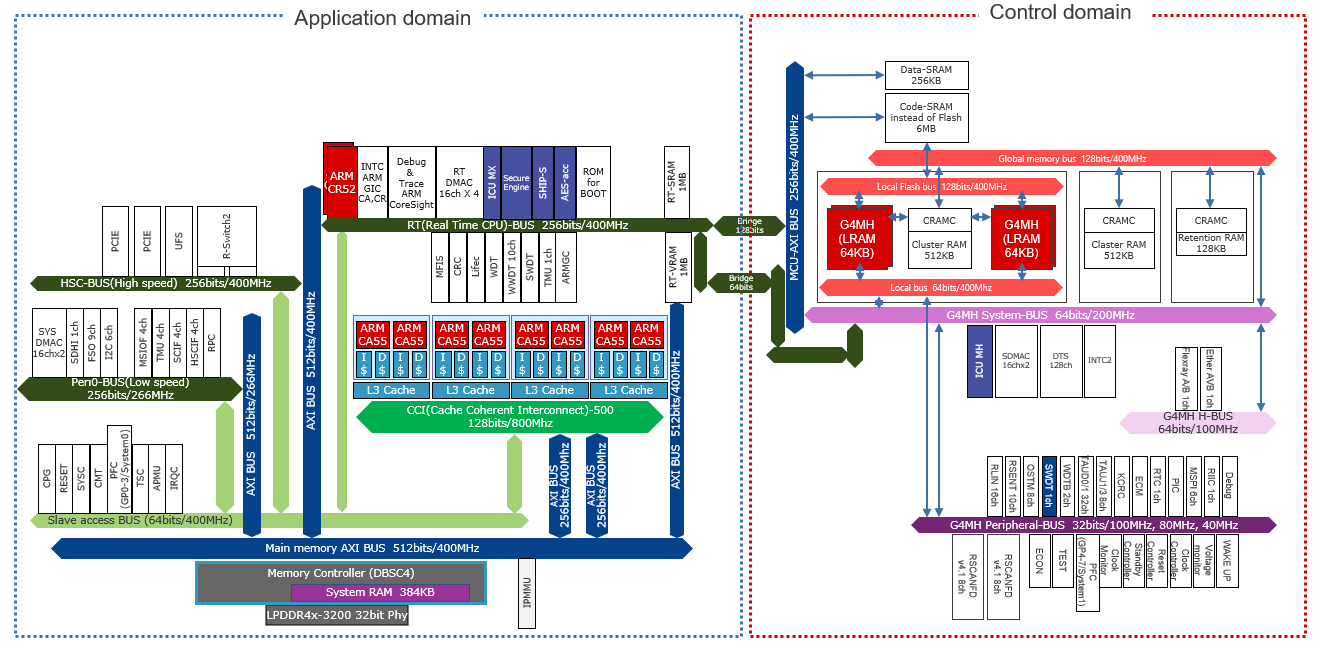 Application domain
Control domain
ARM
CR52
INTC
ARM
GIC
CA,CR
Debug
&
Trace
ARM
CoreSight
RT
DMAC
16ch X 4
ICU MX
Secure
Engine
SHIP-S
AES-acc
ROM
for
BOOT
RT-SRAM
1MB
RT(Real Time CPU)-BUS 256bits/400MHz
MFIS
CRC
Lifec
WDT
WWDT 10ch
SWDT
TMU 1ch
ARMGC
RT-VRAM
1MB
PCIE
PCIE
UFS
R-Switch2
HSC-BUS(High speed) 256bits/400MHz
SYS
DMAC
16chx2
SDHI 1ch
FSO 9ch
I2C 6ch
MSIOF 4ch
TMU 4ch
SCIF 4ch
HSCIF 4ch
RPC
Peri0-BUS(Low speed)
256bits/266MHz
CPG
RESET
SYSC
CMT
PFC
(GP0-3/System0)
TSC
APMU
IRQC
Slave access BUS (64bits/400MHz)
AXI BUS 512bits/266MHz
AXI BUS 512bits/400MHz
ARM
CA55
ARM
CA55
ARM
CA55
ARM
CA55
ARM
CA55
ARM
CA55
ARM
CA55
ARM
CA55
I
$
D
$
I
$
D
$
I
$
D
$
I
$
D
$
I
$
D
$
I
$
D
$
I
$
D
$
I
$
D
$
L3 Cache
L3 Cache
L3 Cache
L3 Cache
CCI(Cache Coherent Interconnect)-500
128bits/800Mhz
AXI BUS
256bits/400Mhz
AXI BUS
256bits/400Mhz
AXI BUS 512bits/400MHz
Main memory AXI BUS 512bits/400MHz
Memory Controller (DBSC4)
System RAM 384KB
LPDDR4x-3200 32bit Phy
IPMMU
Bringe
128bits
Bridge
64bits
MCU-AXI BUS 256bits/400MHz
Data-SRAM
256KB
Code-SRAM
instead of Flash
6MB
Global memory bus 128bits/400MHz
Local Flash bus 128bits/400MHz
G4MH
(LRAM
64KB)
CRAMC
Cluster RAM
512KB
G4MH
(LRAM
64KB)
Local bus 64bits/400Mhz
CRAMC
Claster RAM
512KB
CRAMC
Retention RAM
128KB
G4MH System-BUS 64bits/200MHz
ICU MH
SDMAC
16chx2
DTS
128ch
INTC2
Flexray A/B 1ch
Ether AVB 1ch
G4MH H-BUS
64bits/100MHz
RLIN 16ch
RSENT 10ch
OSTM 8ch
SWDT 1ch
WDTB 2ch
TAUD0/1 32ch
TAUJ1/3 8ch
KCRC
ECM
RTC 1ch
PIC
MSPI 6ch
RIIC 1ch
Debug
G4MH Peripheral-BUS 32bits/100MHz, 80MHz, 40MHz
RSCANFD
v4.1 8ch
RSCANFD
v4.1 8ch
ECON
TEST
PFC
(GP4-7/System1)
Clock
Monitor
Standby
Controller
Reset
Controller
Clock
Controller
Voltage
monitor
WAKE UP